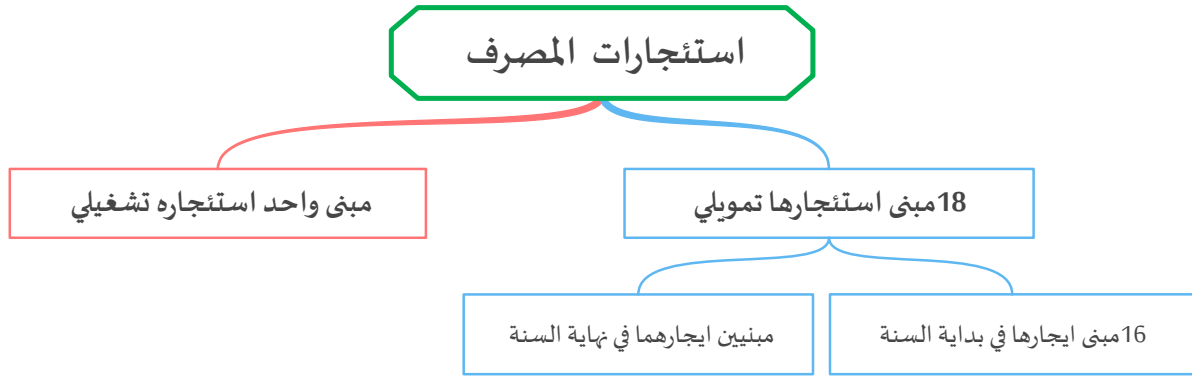 استئجارات المصرف
18مبنى استئجارها تمويلي
مبنى واحد استئجاره تشغيلي
16مبنى ايجارها في بداية السنة
مبنيين ايجارهما في نهاية السنة